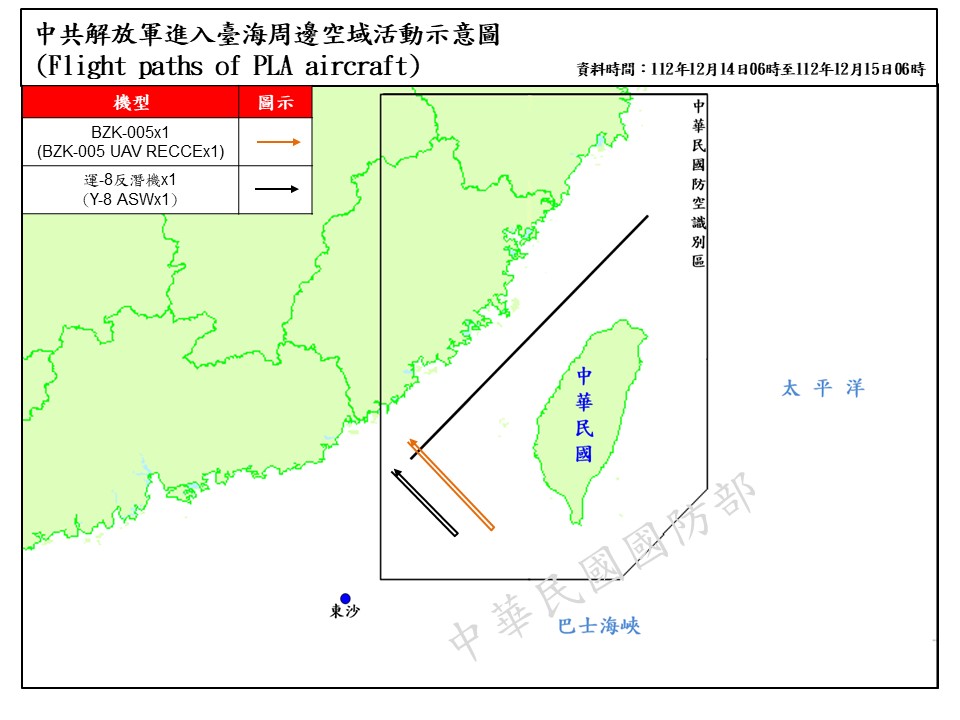 中共解放軍進入臺海周邊空域活動示意圖
(Flight paths of PLA aircraft)
資料時間：112年12月14日06時至112年12月15日06時
機型 圖示
BZK-005x1
(BZK-005 UAV RECCEx1)
運-8反潛機x1
（Y-8 ASWx1）
中華民國防空識別區
中華民國
太平洋
東沙
巴士海峽
中華民國國防部